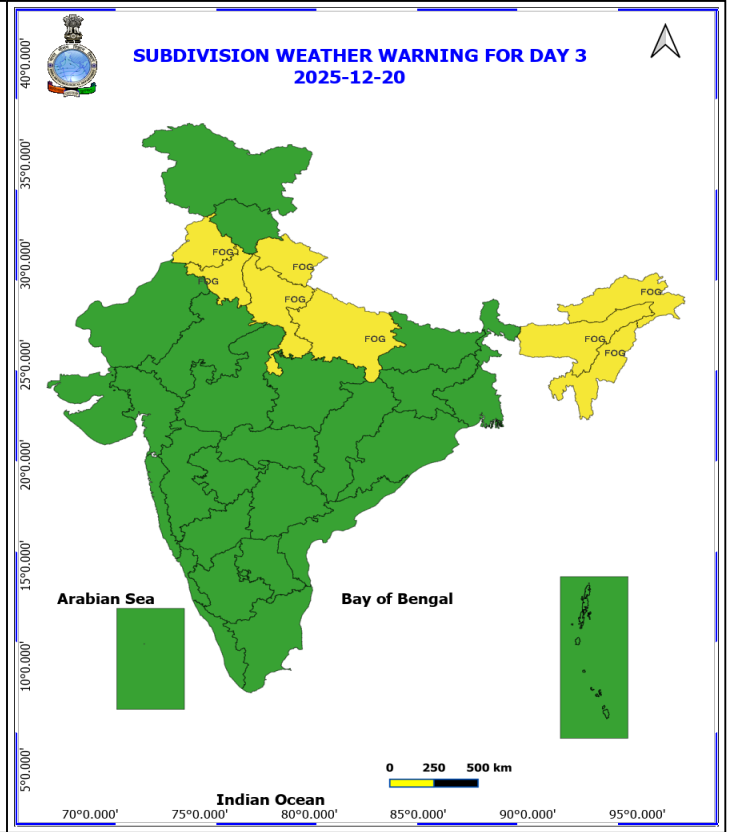 SUBDIVISION WEATHER WARNING FOR DAY 3
2025-12-20
40°0.000'
35°0.000'
30°0.000'
25°0.000'
20°0.000'
15°0.000'
10°0.000'
5°0.000'
FOG
FOG
FOG
FOG
FOG
FOG
FOG
FOG
Arabian Sea
Bay of Bengal
0 250 500 km
Indian Ocean
70°0.000' 75°0.000' 80°0.000' 85°0.000' 90°0.000' 95°0.000'